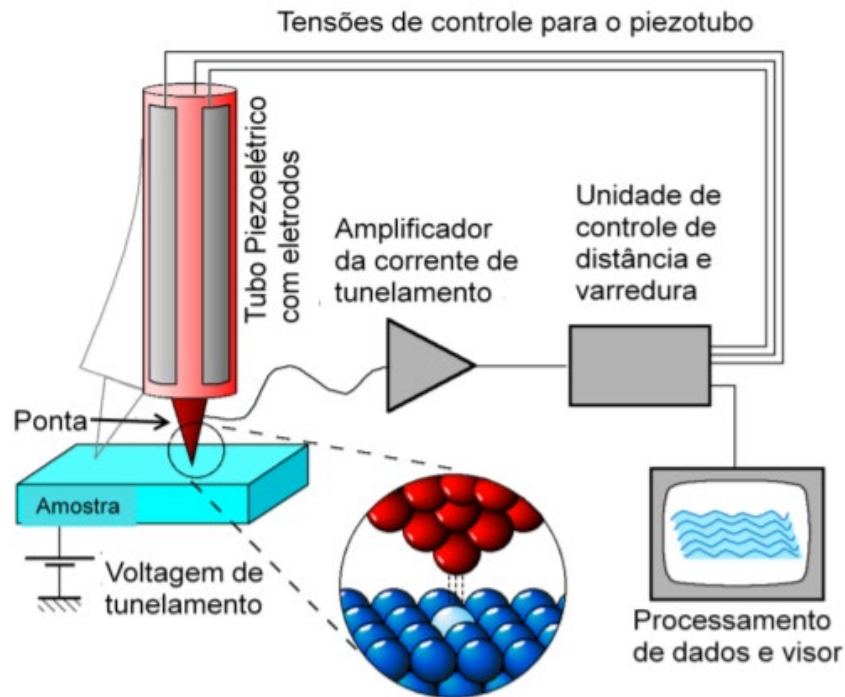 Tensões de controle para o piezotubo
Tubo Piezoelétrico
com eletrodos
Amplificador
da corrente de
tunelamento
Unidade de
controle de
distância e
varredura
Ponta
Amostra
Voltagem de
tunelamento
Processamento
de dados e visor